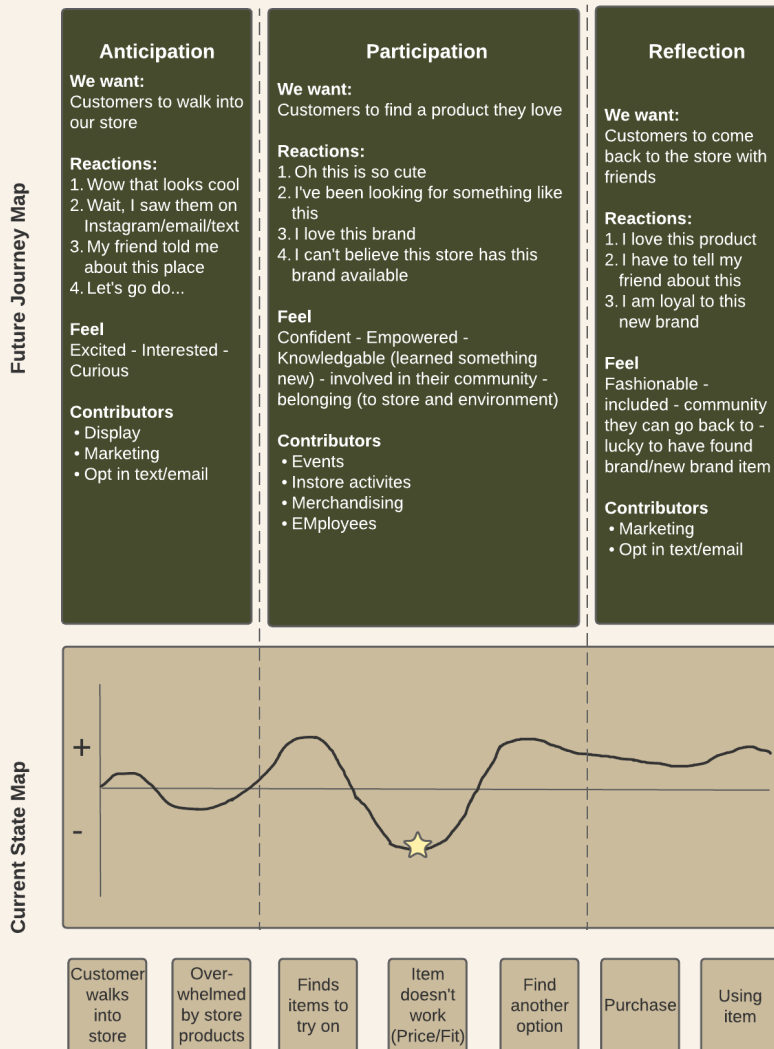 Future Journey Map
Anticipation
We want:
Customers to walk into
our store
Reactions:
1. Wow that looks cool
2. Wait, I saw them on
Instagram/email/text
3. My friend told me
about this place
4. Let's go do...
Feel
Excited - Interested -
Curious
Contributors
• Display
• Marketing
• Opt in text/email
Participation
We want:
Customers to find a product they love
Reactions:
1. Oh this is so cute
2. I've been looking for something like
this
3. I love this brand
4. I can't believe this store has this
brand available
Feel
Confident - Empowered -
Knowledgable (learned something
new) - involved in their community -
belonging (to store and environment)
Contributors
• Events
• Instore activites
• Merchandising
• EMployees
Reflection
We want:
Customers to come
back to the store with
friends
Reactions:
1. I love this product
2. I have to tell my
friend about this
3. I am loyal to this
new brand
Feel
Fashionable -
included - community
they can go back to -
lucky to have found
brand/new brand item
Contributors
• Marketing
• Opt in text/email
Current State Map
+
-
Customer
walks
into
store
Over-
whelmed
by store
products
Finds
items to
try on
Item
doesn't
work
(Price/Fit)
Find
another
option
Purchase
Using
item